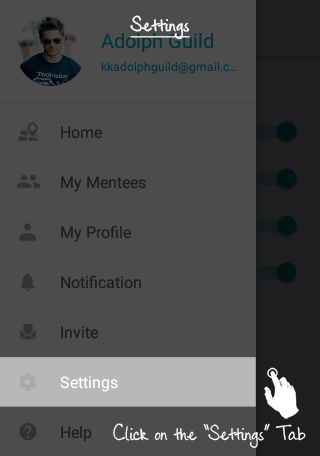 Settings
Adolph Guild
kkadolphguild@gmail.c...
Home
My Mentees
My Profile
Notification
Invite
Settings
Help
Click on the "Settings" Tab